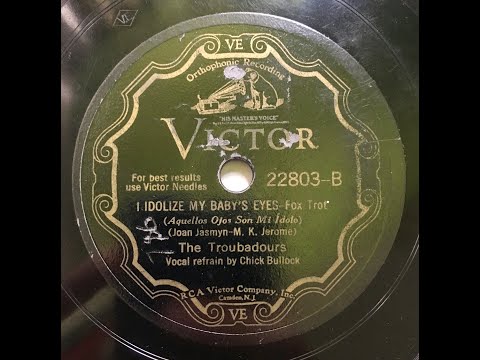 VE
Orthophonic Recording
"HIS MASTER'S VOICE"
VICTOR
For best results
use Victor Needles
22803-B
I IDOLIZE MY BABY'S EYES-Fox Trot
(Aquellos Ojos Son Mi Ídolo)
(Joan Jasmyn-M. K. Jerome)
The Troubadours
Vocal refrain by Chick Bullock
RCA Victor Company, Inc.
Camden, N.J.
VE